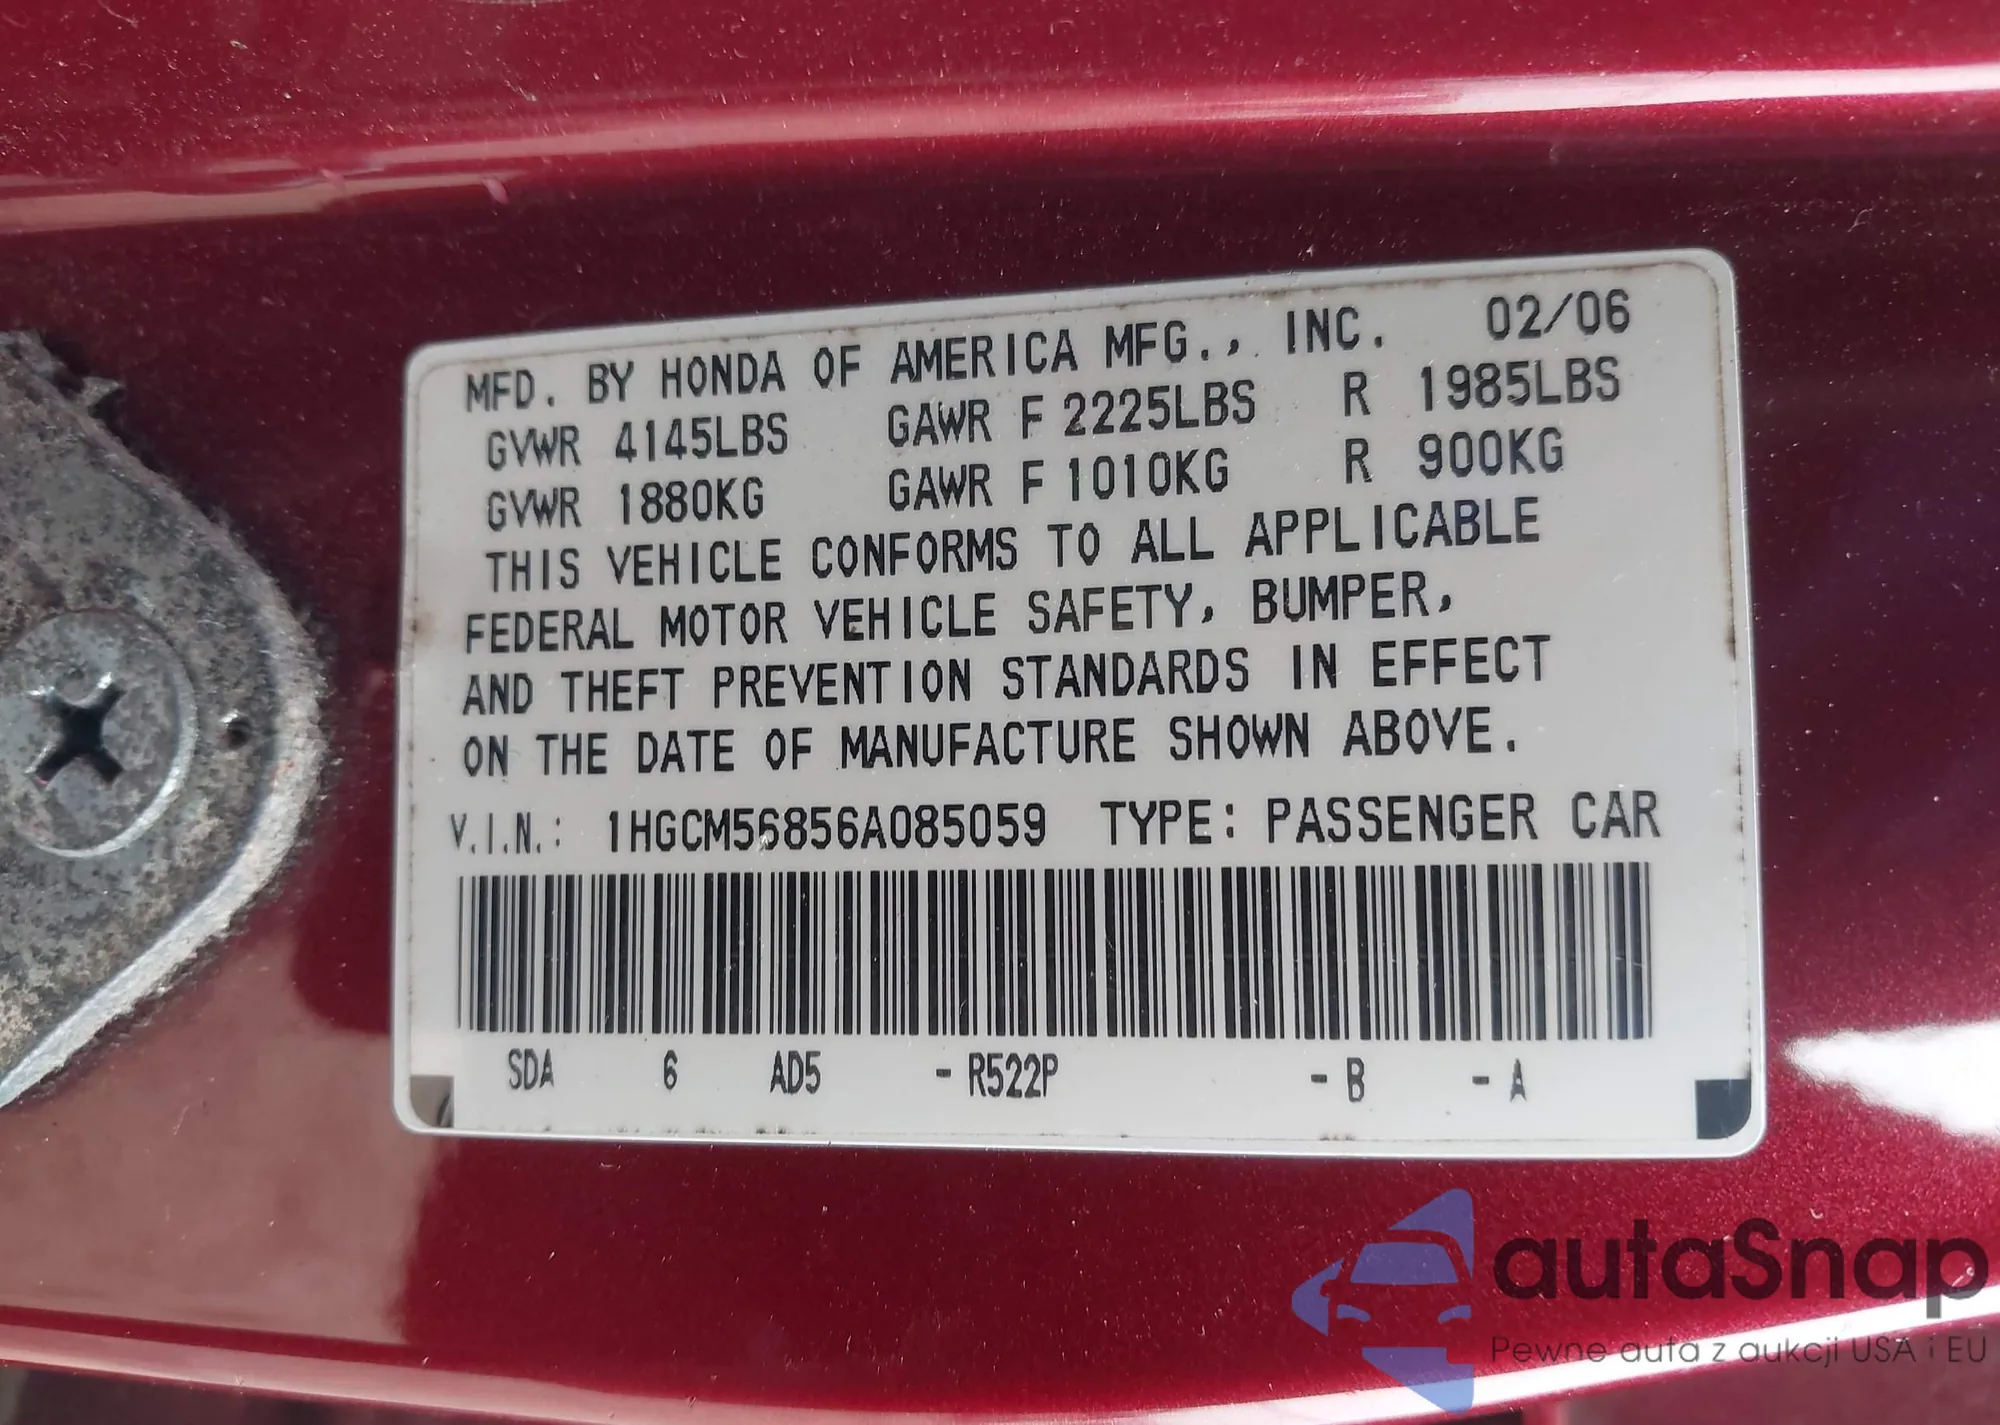 MFD. BY HONDA OF AMERICA MFG., INC. 02/06
GVWR 4145LBS GAWR F 2225LBS R 1985LBS
GVWR 1880KG GAWR F 1010KG R 900KG
THIS VEHICLE CONFORMS TO ALL APPLICABLE
FEDERAL MOTOR VEHICLE SAFETY, BUMPER,
AND THEFT PREVENTION STANDARDS IN EFFECT
ON THE DATE OF MANUFACTURE SHOWN ABOVE.
V.I.N.: 1HGCM56856A085059 TYPE: PASSENGER CAR
SDA 6 AD5 - R522P - B - A
autaSnap
Pewne auta z aukcji USA i EU